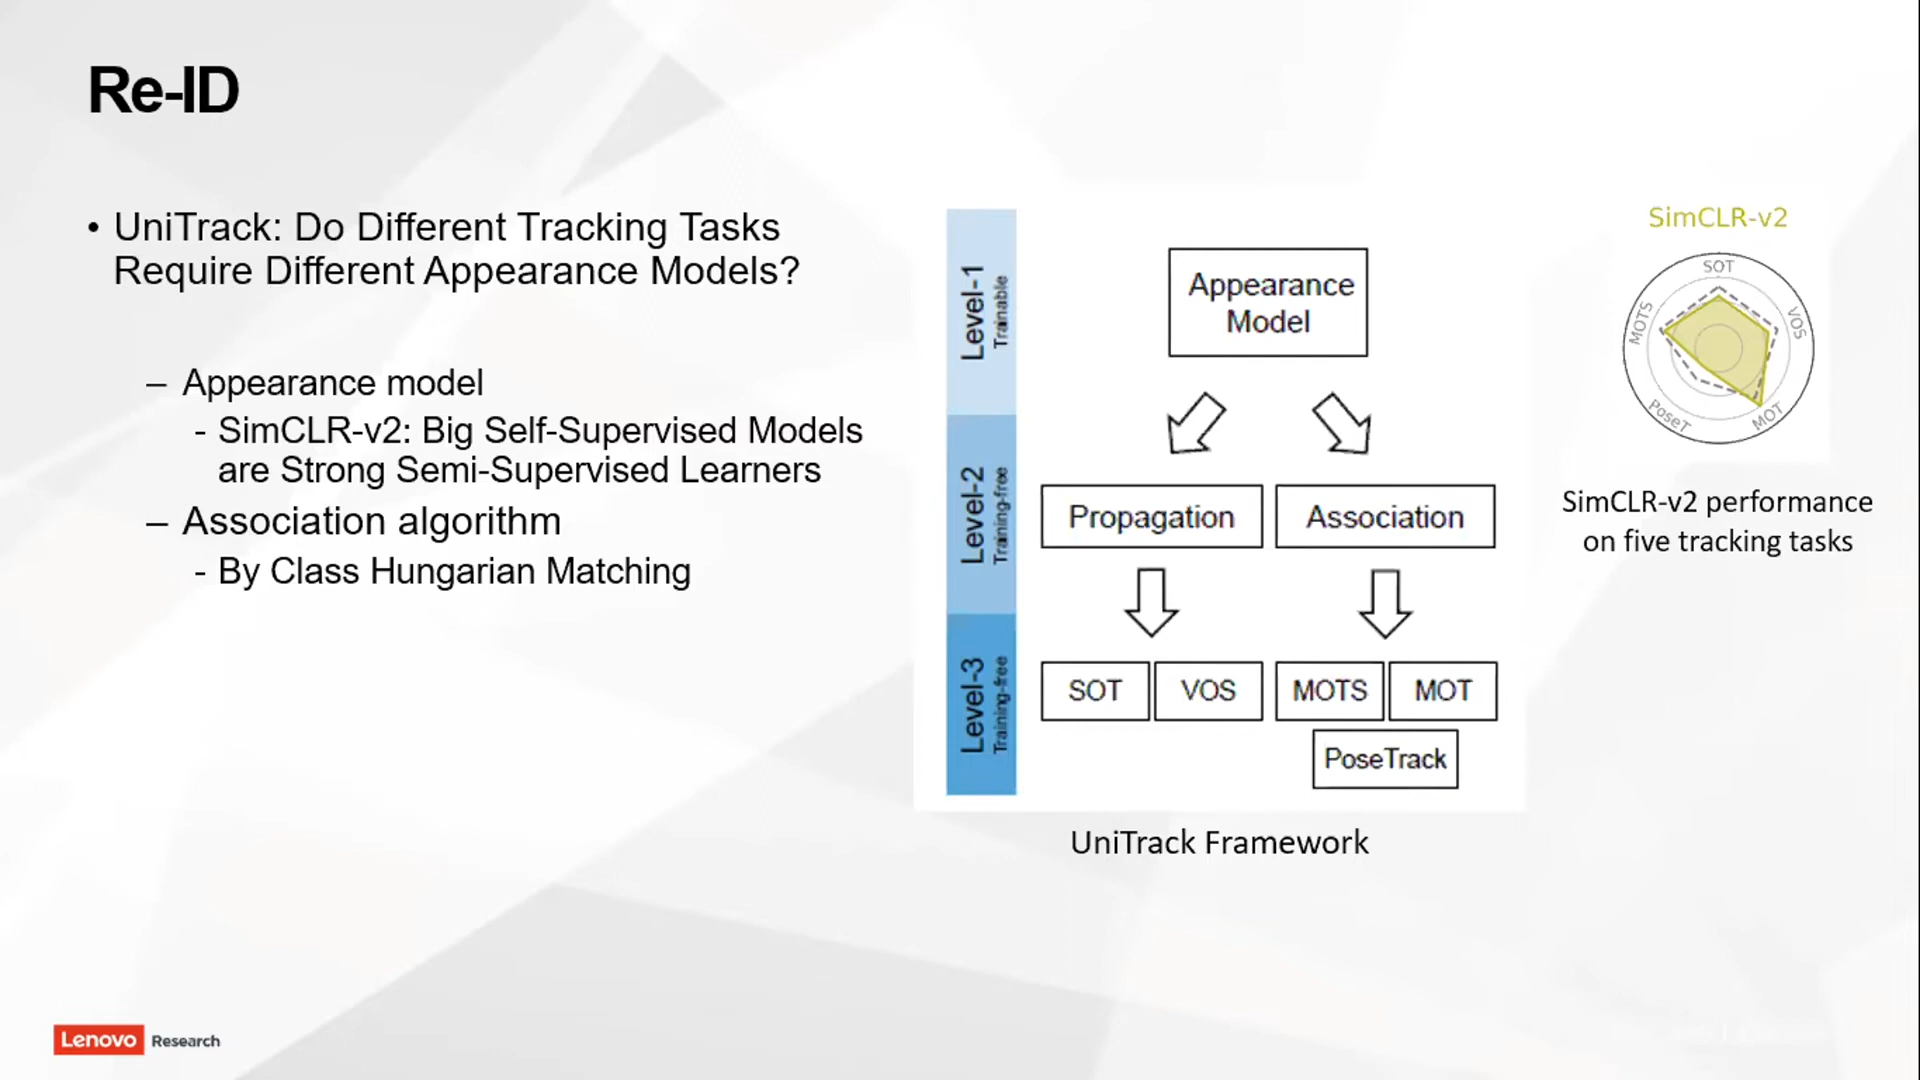 Re-ID
• UniTrack: Do Different Tracking Tasks
Require Different Appearance Models?
– Appearance model
- SimCLR-v2: Big Self-Supervised Models
are Strong Semi-Supervised Learners
– Association algorithm
- By Class Hungarian Matching
Level-1
Trainable
Level-2
Training-free
Level-3
Training-free
Appearance
Model
Propagation
Association
SOT
VOS
MOTS
MOT
PoseTrack
UniTrack Framework
SimCLR-v2
SOT
VOS
MOT
PoseT
MOTS
SimCLR-v2 performance
on five tracking tasks
Lenovo Research